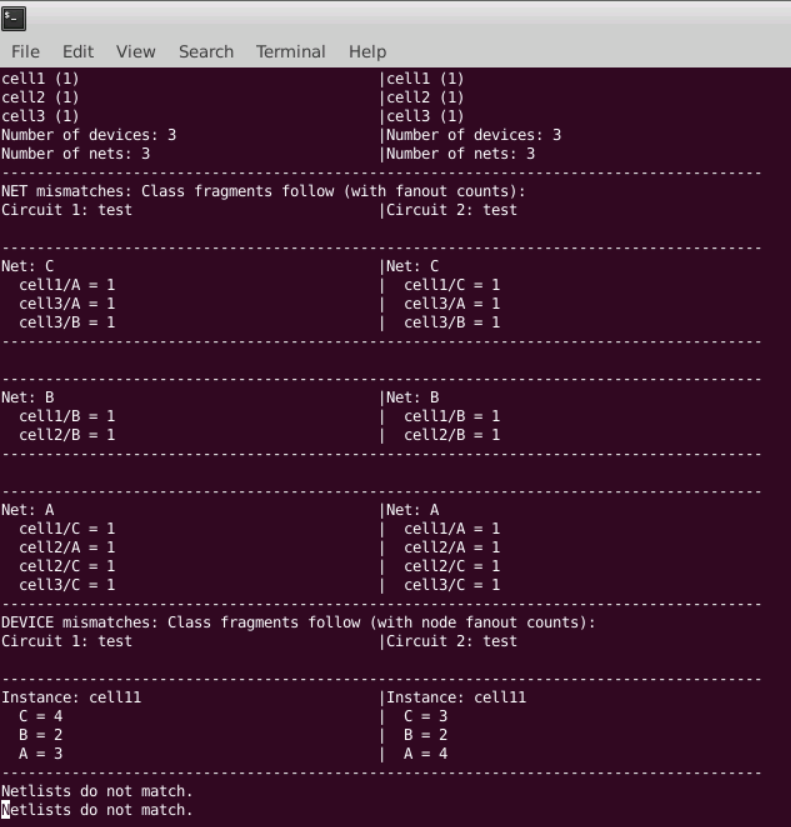 File Edit View Search Terminal Help
cell1 (1) |cell1 (1)
cell2 (1) |cell2 (1)
cell3 (1) |cell3 (1)
Number of devices: 3 |Number of devices: 3
Number of nets: 3 |Number of nets: 3
---------------------------------------------------------------------------------------
NET mismatches: Class fragments follow (with fanout counts):
Circuit 1: test |Circuit 2: test
---------------------------------------------------------------------------------------
Net: C |Net: C
cell1/A = 1 | cell1/C = 1
cell3/A = 1 | cell3/A = 1
cell3/B = 1 | cell3/B = 1
---------------------------------------------------------------------------------------
---------------------------------------------------------------------------------------
Net: B |Net: B
cell1/B = 1 | cell1/B = 1
cell2/B = 1 | cell2/B = 1
---------------------------------------------------------------------------------------
---------------------------------------------------------------------------------------
Net: A |Net: A
cell1/C = 1 | cell1/A = 1
cell2/A = 1 | cell2/A = 1
cell2/C = 1 | cell2/C = 1
cell3/C = 1 | cell3/C = 1
---------------------------------------------------------------------------------------
DEVICE mismatches: Class fragments follow (with node fanout counts):
Circuit 1: test |Circuit 2: test
---------------------------------------------------------------------------------------
Instance: cell11 |Instance: cell11
C = 4 | C = 3
B = 2 | B = 2
A = 3 | A = 4
---------------------------------------------------------------------------------------
Netlists do not match.
Netlists do not match.